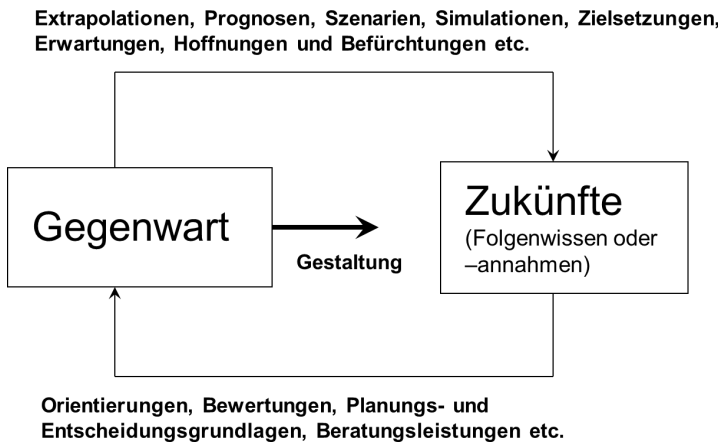 Extrapolationen, Prognosen, Szenarien, Simulationen, Zielsetzungen,
Erwartungen, Hoffnungen und Befürchtungen etc.
Gegenwart
Gestaltung
Zukünfte
(Folgenwissen oder
–annahmen)
Orientierungen, Bewertungen, Planungs- und
Entscheidungsgrundlagen, Beratungsleistungen etc.